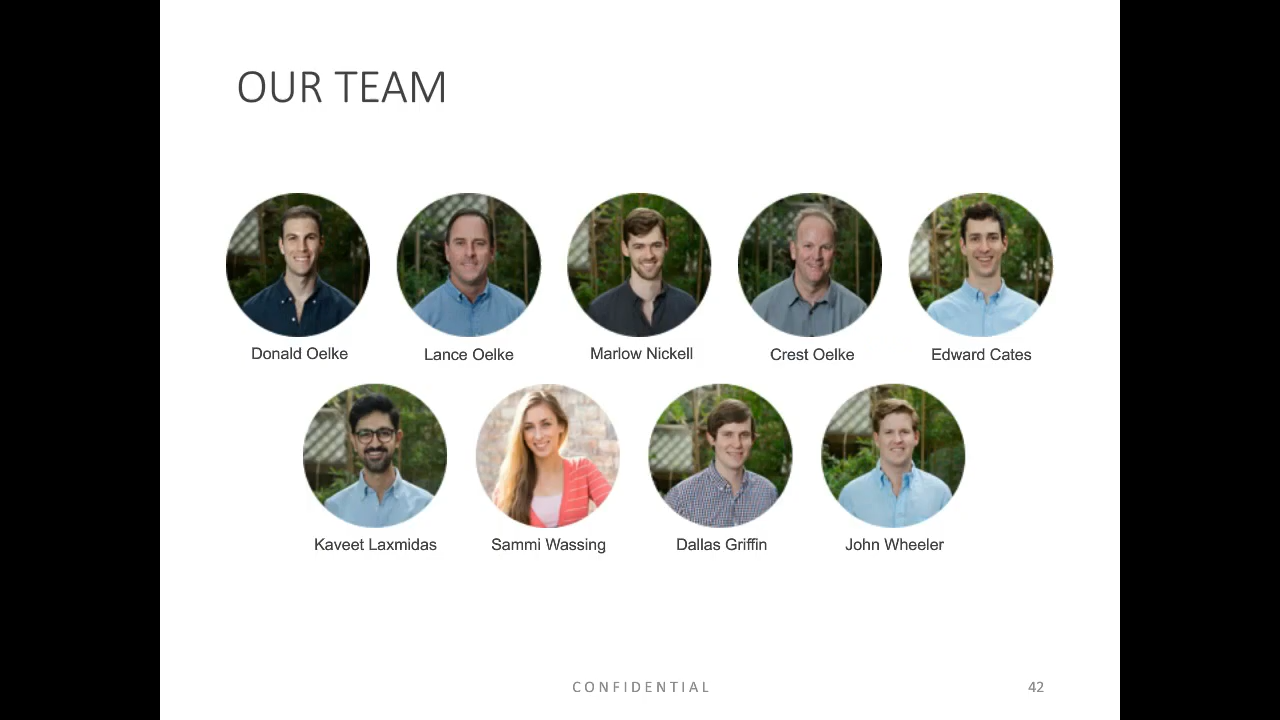 OUR TEAM
Donald Oelke
Lance Oelke
Marlow Nickell
Crest Oelke
Edward Cates
Kaveet Laxmidas
Sammi Wassing
Dallas Griffin
John Wheeler
CONFIDENTIAL
42